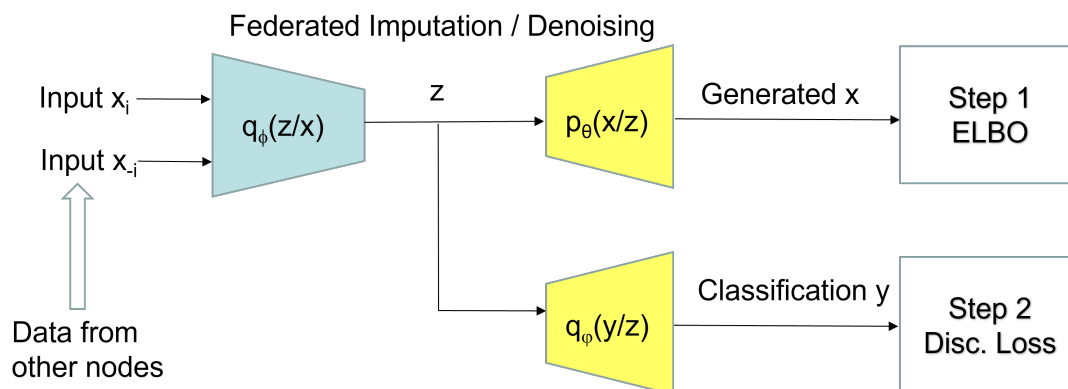 Federated Imputation / Denoising
Input xᵢ
Input x₋ᵢ
Data from
other nodes
qϕ(z/x)
z
pθ(x/z)
Generated x
Step 1
ELBO
qφ(y/z)
Classification y
Step 2
Disc. Loss